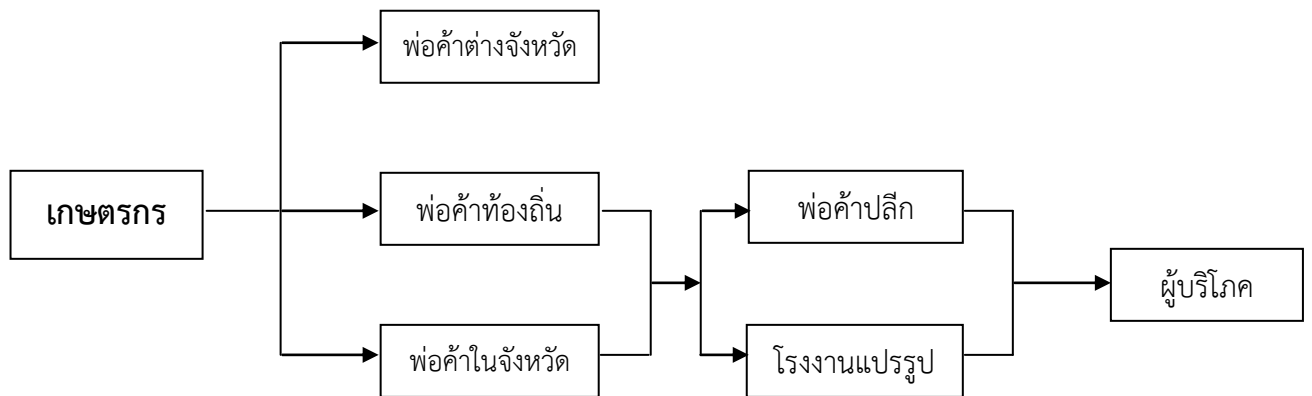 พ่อค้าต่างจังหวัด
เกษตรกร
พ่อค้าท้องถิ่น
พ่อค้าปลีก
ผู้บริโภค
พ่อค้าในจังหวัด
โรงงานแปรรูป